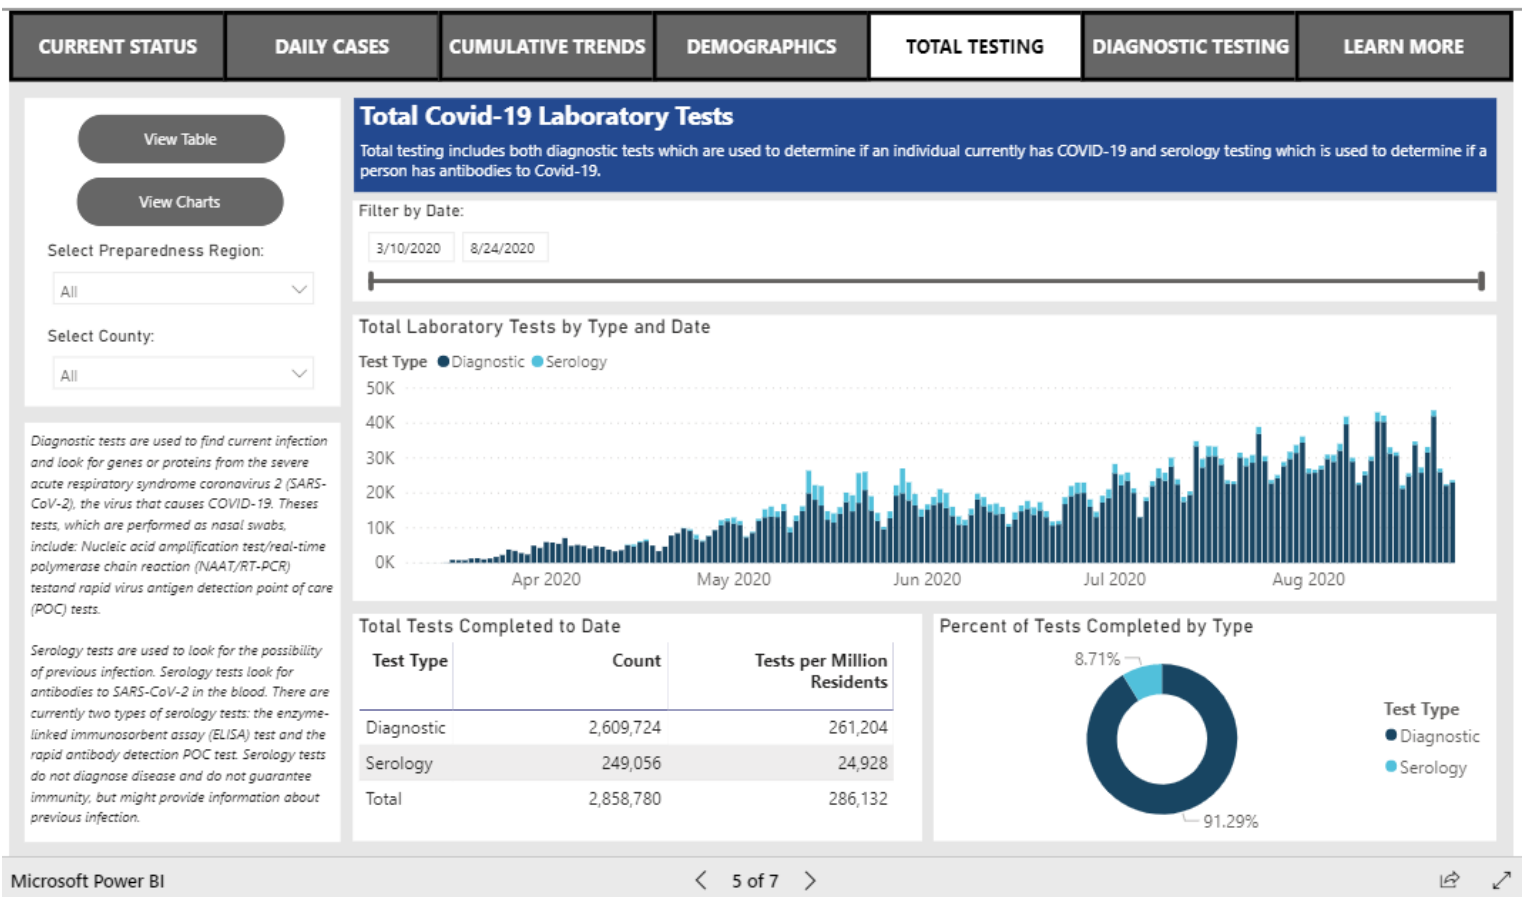 CURRENT STATUS
DAILY CASES
CUMULATIVE TRENDS
DEMOGRAPHICS
TOTAL TESTING
DIAGNOSTIC TESTING
LEARN MORE
View Table
View Charts
Select Preparedness Region:
All
Select County:
All
Diagnostic tests are used to find current infection
and look for genes or proteins from the severe
acute respiratory syndrome coronavirus 2 (SARS-
CoV-2), the virus that causes COVID-19. Theses
tests, which are performed as nasal swabs,
include: Nucleic acid amplification test/real-time
polymerase chain reaction (NAAT/RT-PCR)
testand rapid virus antigen detection point of care
(POC) tests.
Serology tests are used to look for the possibility
of previous infection. Serology tests look for
antibodies to SARS-CoV-2 in the blood. There are
currently two types of serology tests: the enzyme-
linked immunosorbent assay (ELISA) test and the
rapid antibody detection POC test. Serology tests
do not diagnose disease and do not guarantee
immunity, but might provide information about
previous infection.
Total Covid-19 Laboratory Tests
Total testing includes both diagnostic tests which are used to determine if an individual currently has COVID-19 and serology testing which is used to determine if a
person has antibodies to Covid-19.
Filter by Date:
3/10/2020
8/24/2020
Total Laboratory Tests by Type and Date
Test Type Diagnostic Serology
50K
40K
30K
20K
10K
0K
Apr 2020
May 2020
Jun 2020
Jul 2020
Aug 2020
Total Tests Completed to Date
Test Type Count Tests per Million
Residents
Diagnostic 2,609,724 261,204
Serology 249,056 24,928
Total 2,858,780 286,132
Percent of Tests Completed by Type
8.71%
91.29%
Test Type
Diagnostic
Serology
Microsoft Power BI
5 of 7